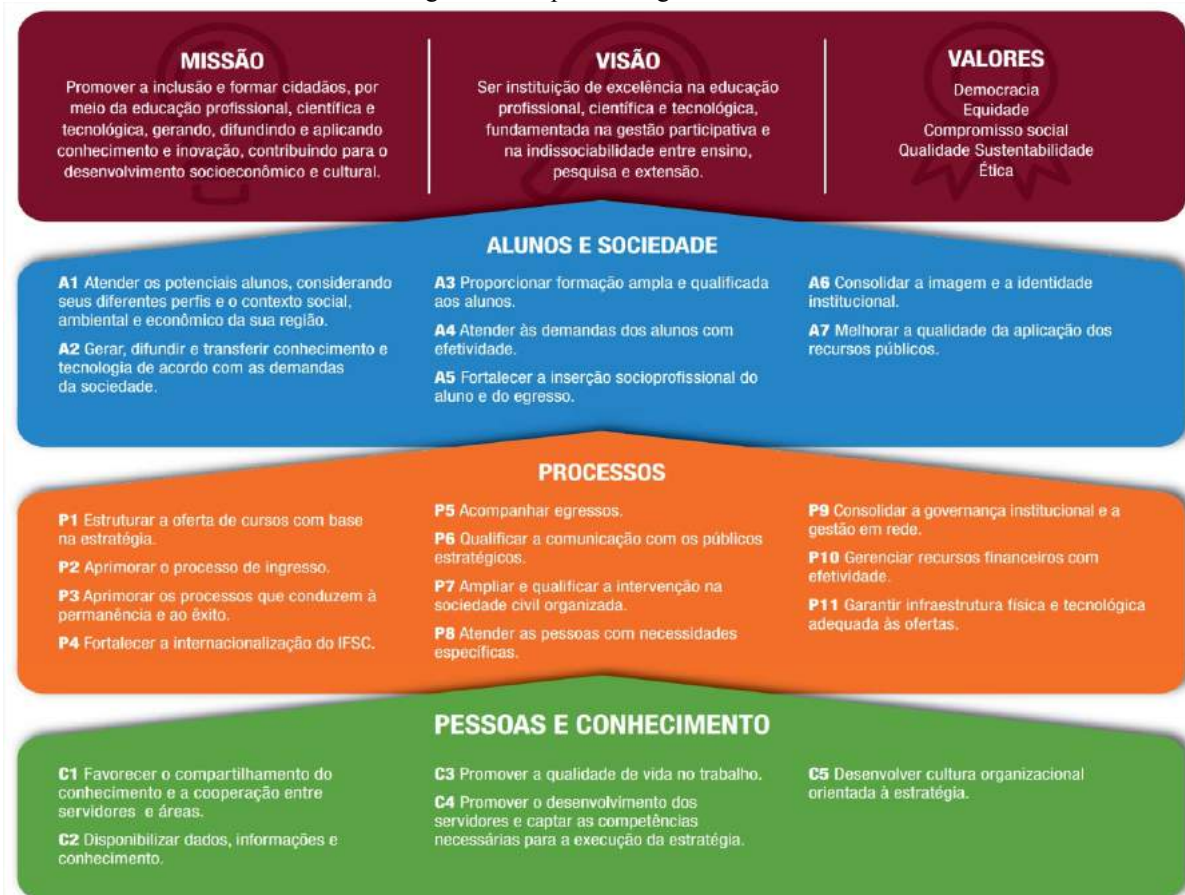 MISSÃO
Promover a inclusão e formar cidadãos, por
meio da educação profissional, científica e
tecnológica, gerando, difundindo e aplicando
conhecimento e inovação, contribuindo para o
desenvolvimento socioeconômico e cultural.
VISÃO
Ser instituição de excelência na educação
profissional, científica e tecnológica,
fundamentada na gestão participativa e
na indissociabilidade entre ensino,
pesquisa e extensão.
VALORES
Democracia
Equidade
Compromisso social
Qualidade Sustentabilidade
Ética
ALUNOS E SOCIEDADE
A1 Atender os potenciais alunos, considerando
seus diferentes perfis e o contexto social,
ambiental e econômico da sua região.
A2 Gerar, difundir e transferir conhecimento e
tecnologia de acordo com as demandas
da sociedade.
A3 Proporcionar formação ampla e qualificada
aos alunos.
A4 Atender às demandas dos alunos com
efetividade.
A5 Fortalecer a inserção socioprofissional do
aluno e do egresso.
A6 Consolidar a imagem e a identidade
institucional.
A7 Melhorar a qualidade da aplicação dos
recursos públicos.
PROCESSOS
P1 Estruturar a oferta de cursos com base
na estratégia.
P2 Aprimorar o processo de ingresso.
P3 Aprimorar os processos que conduzem à
permanência e ao êxito.
P4 Fortalecer a internacionalização do IFSC.
P5 Acompanhar egressos.
P6 Qualificar a comunicação com os públicos
estratégicos.
P7 Ampliar e qualificar a intervenção na
sociedade civil organizada.
P8 Atender as pessoas com necessidades
específicas.
P9 Consolidar a governança institucional e a
gestão em rede.
P10 Gerenciar recursos financeiros com
efetividade.
P11 Garantir infraestrutura física e tecnológica
adequada às ofertas.
PESSOAS E CONHECIMENTO
C1 Favorecer o compartilhamento do
conhecimento e a cooperação entre
servidores e áreas.
C2 Disponibilizar dados, informações e
conhecimento.
C3 Promover a qualidade de vida no trabalho.
C4 Promover o desenvolvimento dos
servidores e captar as competências
necessárias para a execução da estratégia.
C5 Desenvolver cultura organizacional
orientada à estratégia.